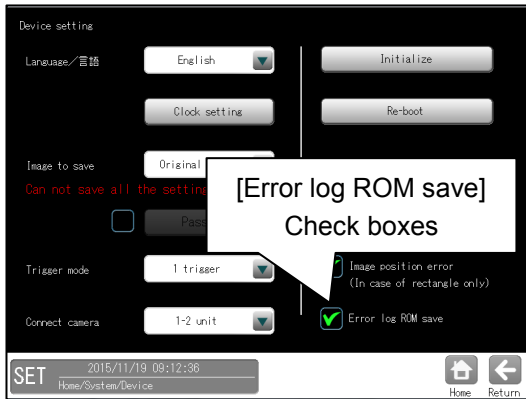 Device setting
Language／言語
English
Initialize
Clock setting
Re-boot
Image to save
Original
Can not save all the setting
[Error log ROM save]
Check boxes
Trigger mode
1 trigger
Image position error
(In case of rectangle only)
Connect camera
1-2 unit
Error log ROM save
SET
2015/11/19 09:12:36
Home/System/Device
Home
Return